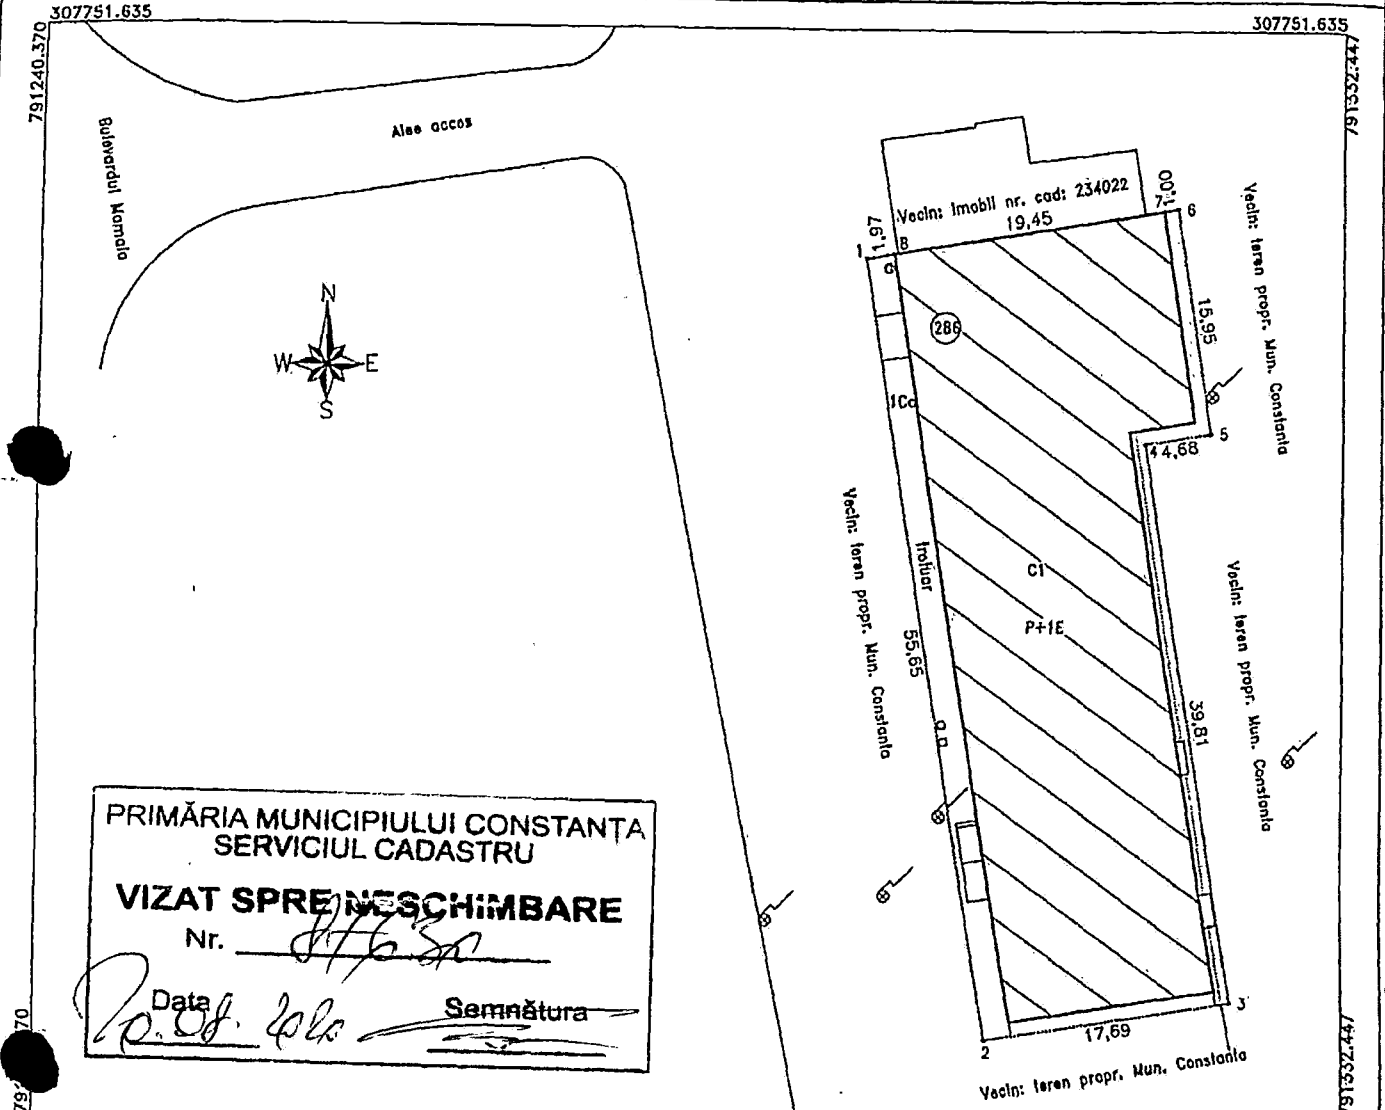 307751.635
307751.635
791240.370
791332.447
Bulevardul Mamaia
Alee acces
Vecin: Imobil nr. cad: 234022
19,45
1,97
1,00
1
8
7
6
a
286
15,95
Vecin: teren propr. Mun. Constanta
N
W
E
S
1Ca
5
4
4,68
Vecin: teren propr. Mun. Constanta
trotuar
C1
P+1E
55,65
39,81
Vecin: teren propr. Mun. Constanta
PRIMĂRIA MUNICIPIULUI CONSTANȚA
SERVICIUL CADASTRU
VIZAT SPRE NESCHIMBARE
Nr.
Data
Semnătura
3
17,69
2
Vecin: teren propr. Mun. Constanta
791332.447